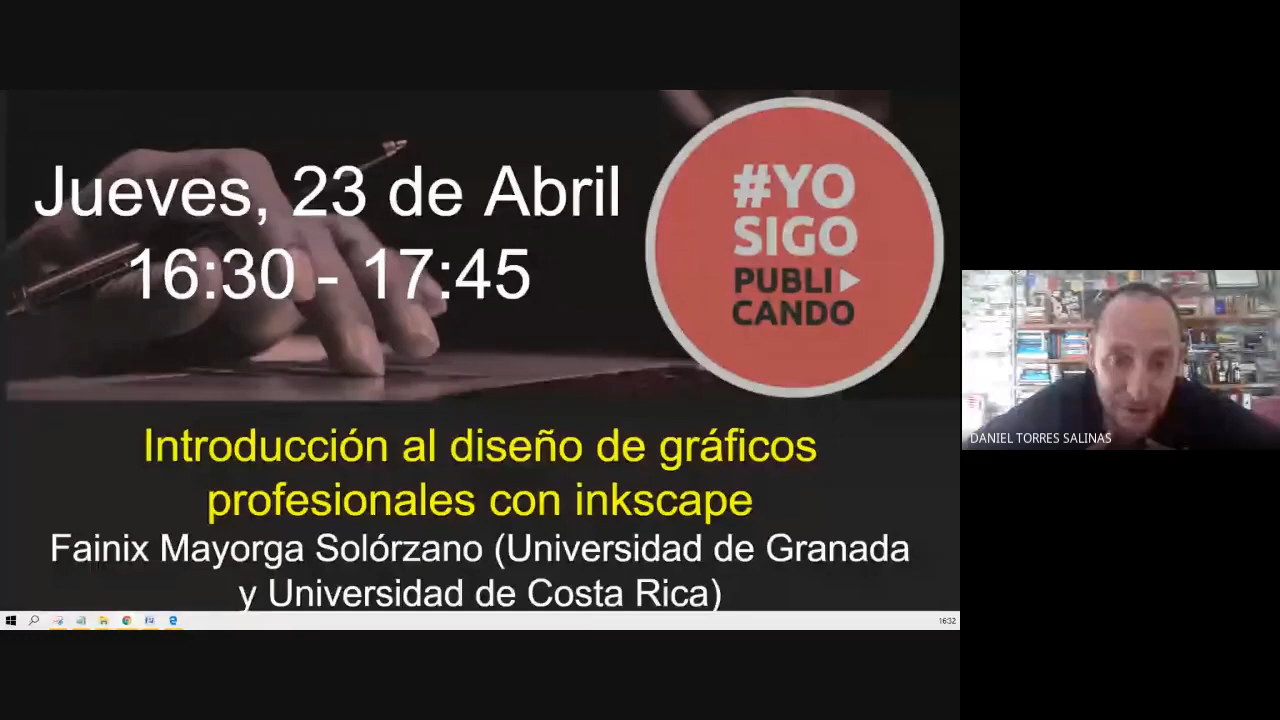 Jueves, 23 de Abril
16:30 - 17:45
#YO
SIGO
PUBLI
CANDO
Introducción al diseño de gráficos
profesionales con inkscape
Fainix Mayorga Solórzano (Universidad de Granada
y Universidad de Costa Rica)
16:32
DANIEL TORRES SALINAS